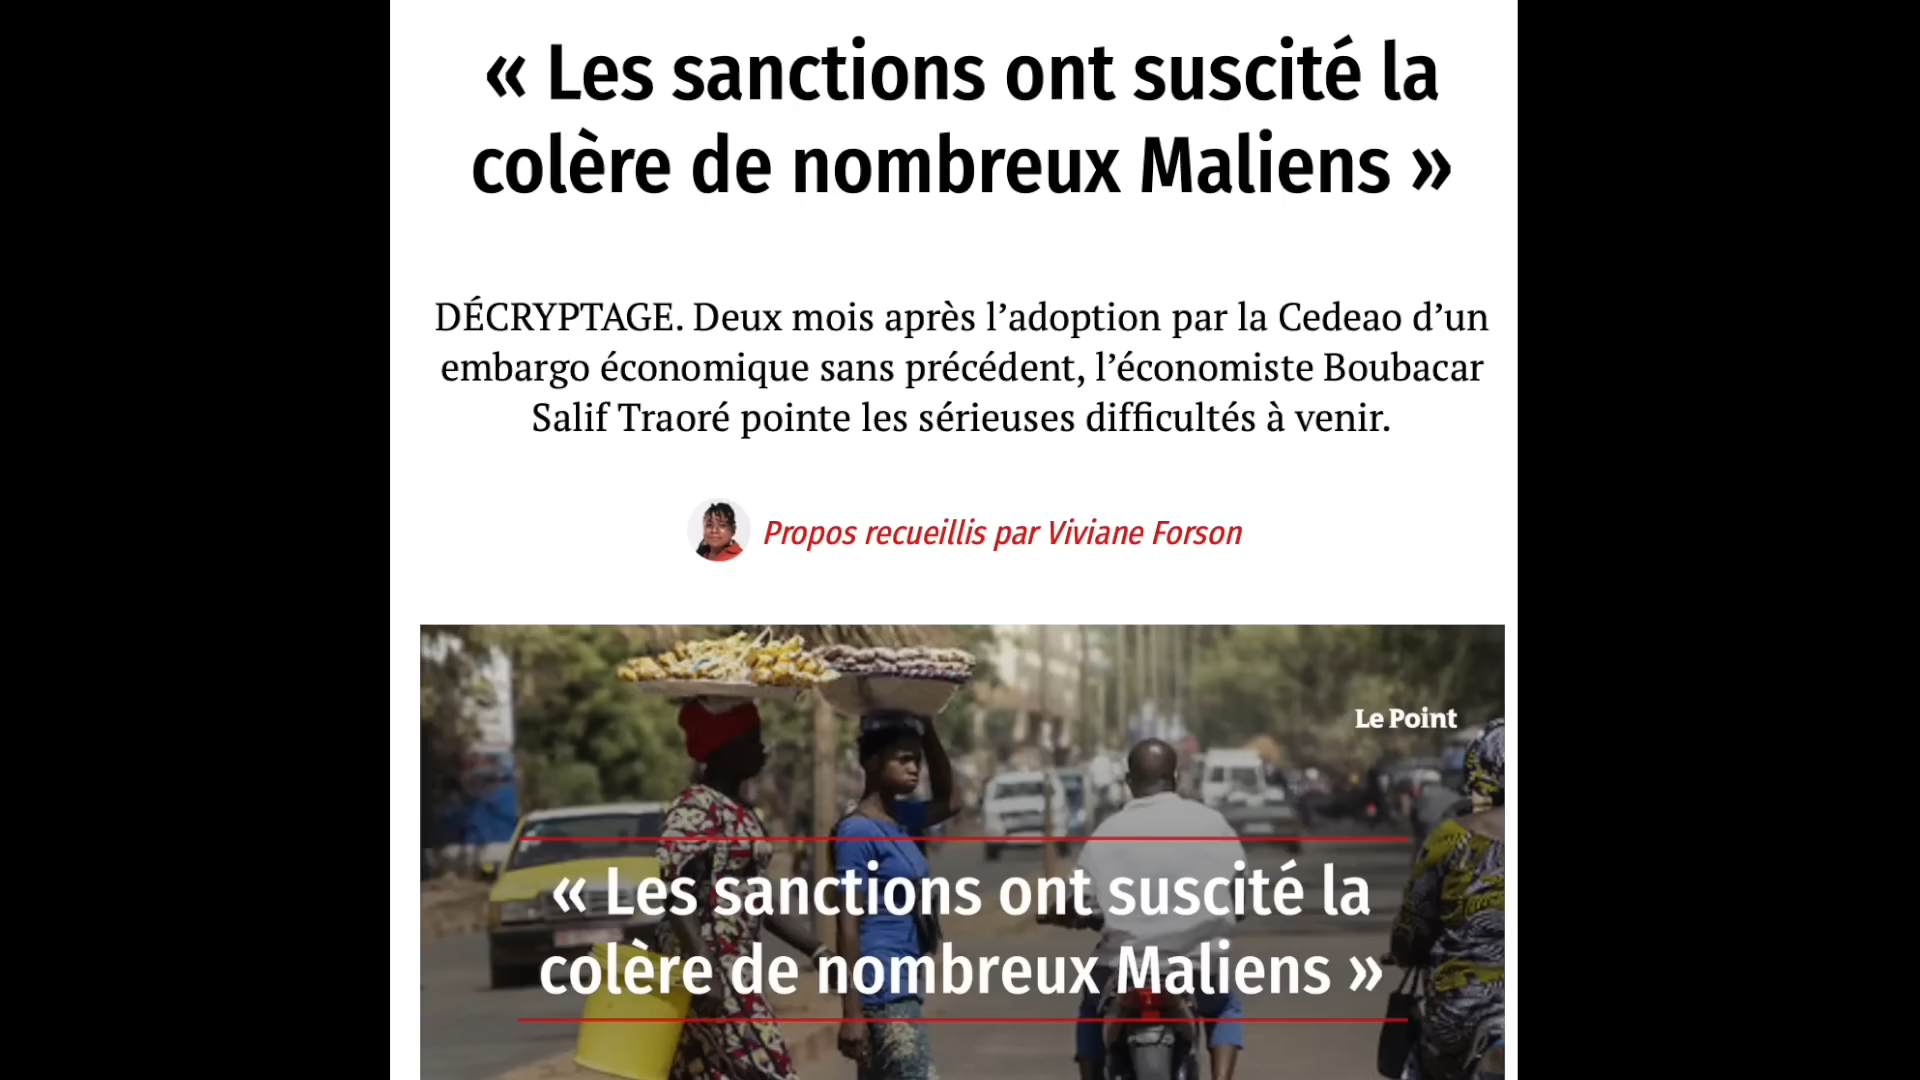 « Les sanctions ont suscité la
colère de nombreux Maliens »
DÉCRYPTAGE. Deux mois après l’adoption par la Cedeao d’un
embargo économique sans précédent, l’économiste Boubacar
Salif Traoré pointe les sérieuses difficultés à venir.
Propos recueillis par Viviane Forson
Le Point
« Les sanctions ont suscité la
colère de nombreux Maliens »